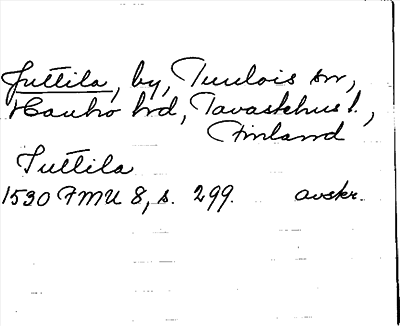 Juttila, by, Tuulois sn,
Hauho hd, Tavastehus l.,
Finland
Juttila
1530 FMU 8, s. 299. avskr.